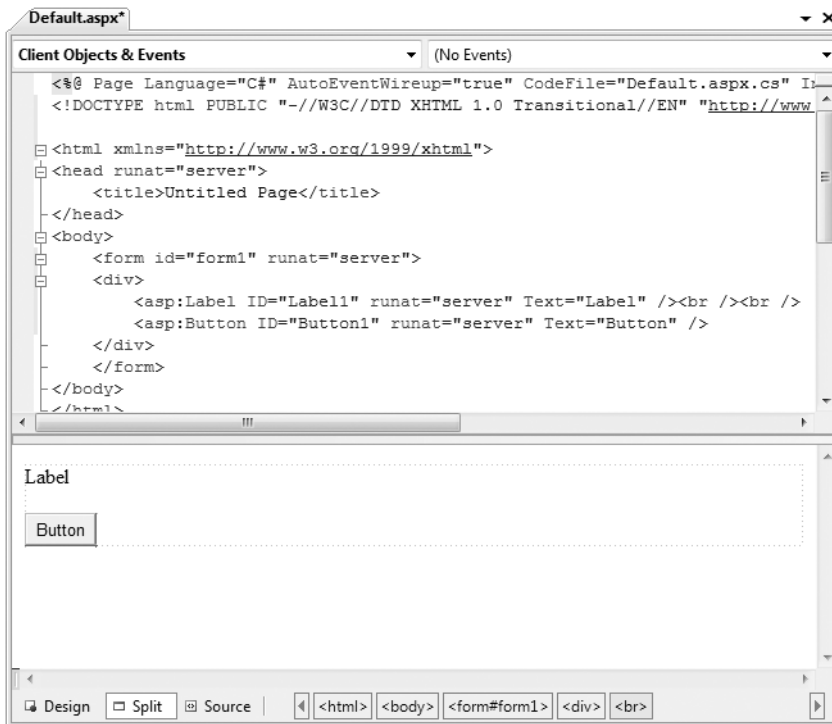 Default.aspx*
Client Objects & Events (No Events)
<%@ Page Language="C#" AutoEventWireup="true" CodeFile="Default.aspx.cs"
<!DOCTYPE html PUBLIC "-//W3C//DTD XHTML 1.0 Transitional//EN" "http://www
<html xmlns="http://www.w3.org/1999/xhtml">
<head runat="server">
<title>Untitled Page</title>
</head>
<body>
<form id="form1" runat="server">
<div>
<asp:Label ID="Label1" runat="server" Text="Label" /><br /><br />
<asp:Button ID="Button1" runat="server" Text="Button" />
</div>
</form>
</body>
</html>
Label
Button
Design Split Source <html> <body> <form#form1> <div> <br>